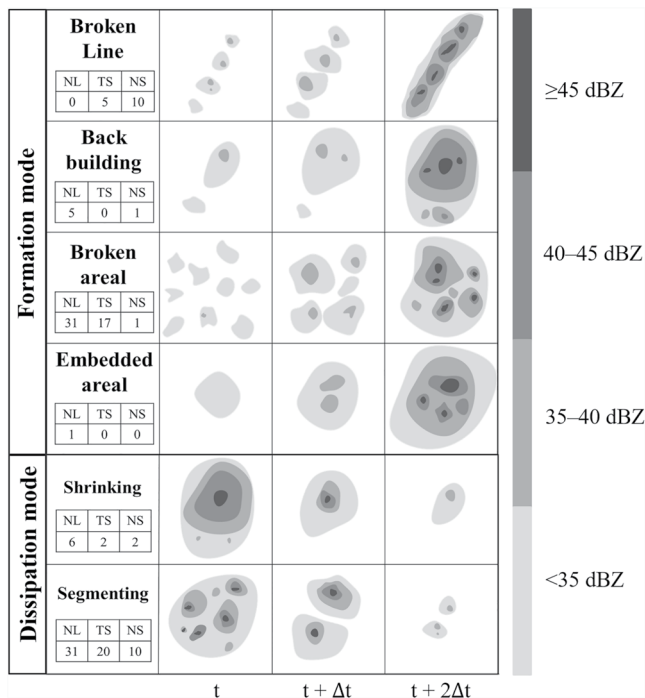 Formation mode
Broken
Line
NL TS NS
0 5 10
Back
building
NL TS NS
5 0 1
Broken
areal
NL TS NS
31 17 1
Embedded
areal
NL TS NS
1 0 0
Dissipation mode
Shrinking
NL TS NS
6 2 2
Segmenting
NL TS NS
31 20 10
t t + Δt t + 2Δt
≥45 dBZ
40–45 dBZ
35–40 dBZ
<35 dBZ